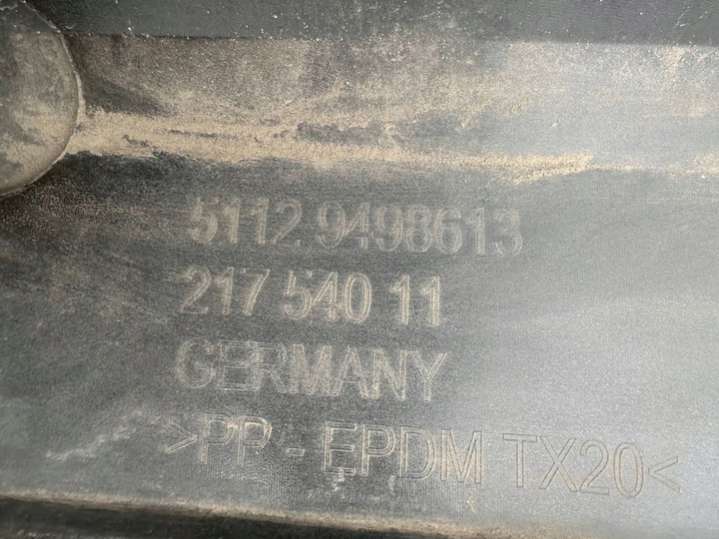 5112 9498613
217 540 11
GERMANY
>PP - EPDM TX20<